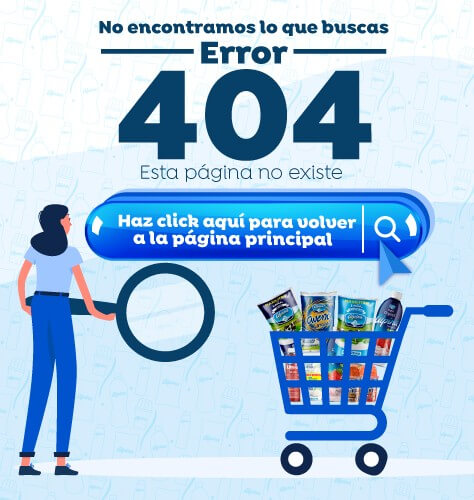 No encontramos lo que buscas
Error
404
Esta página no existe
Haz click aquí para volver
a la página principal